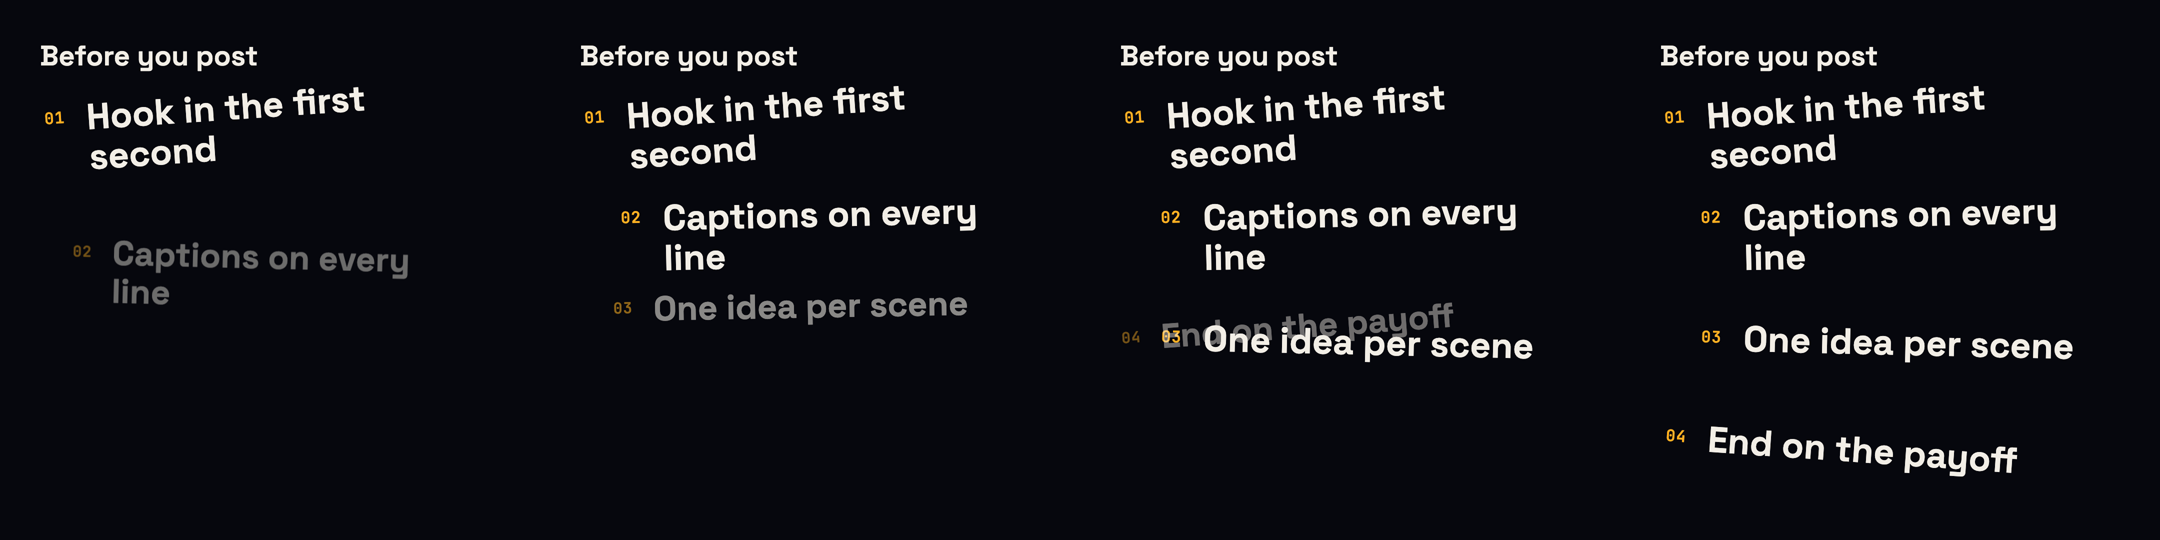 Before you post
01 Hook in the first
second
02 Captions on every
line
Before you post
01 Hook in the first
second
02 Captions on every
line
03 One idea per scene
Before you post
01 Hook in the first
second
02 Captions on every
line
04 End on the payoff
03 One idea per scene
Before you post
01 Hook in the first
second
02 Captions on every
line
03 One idea per scene
04 End on the payoff